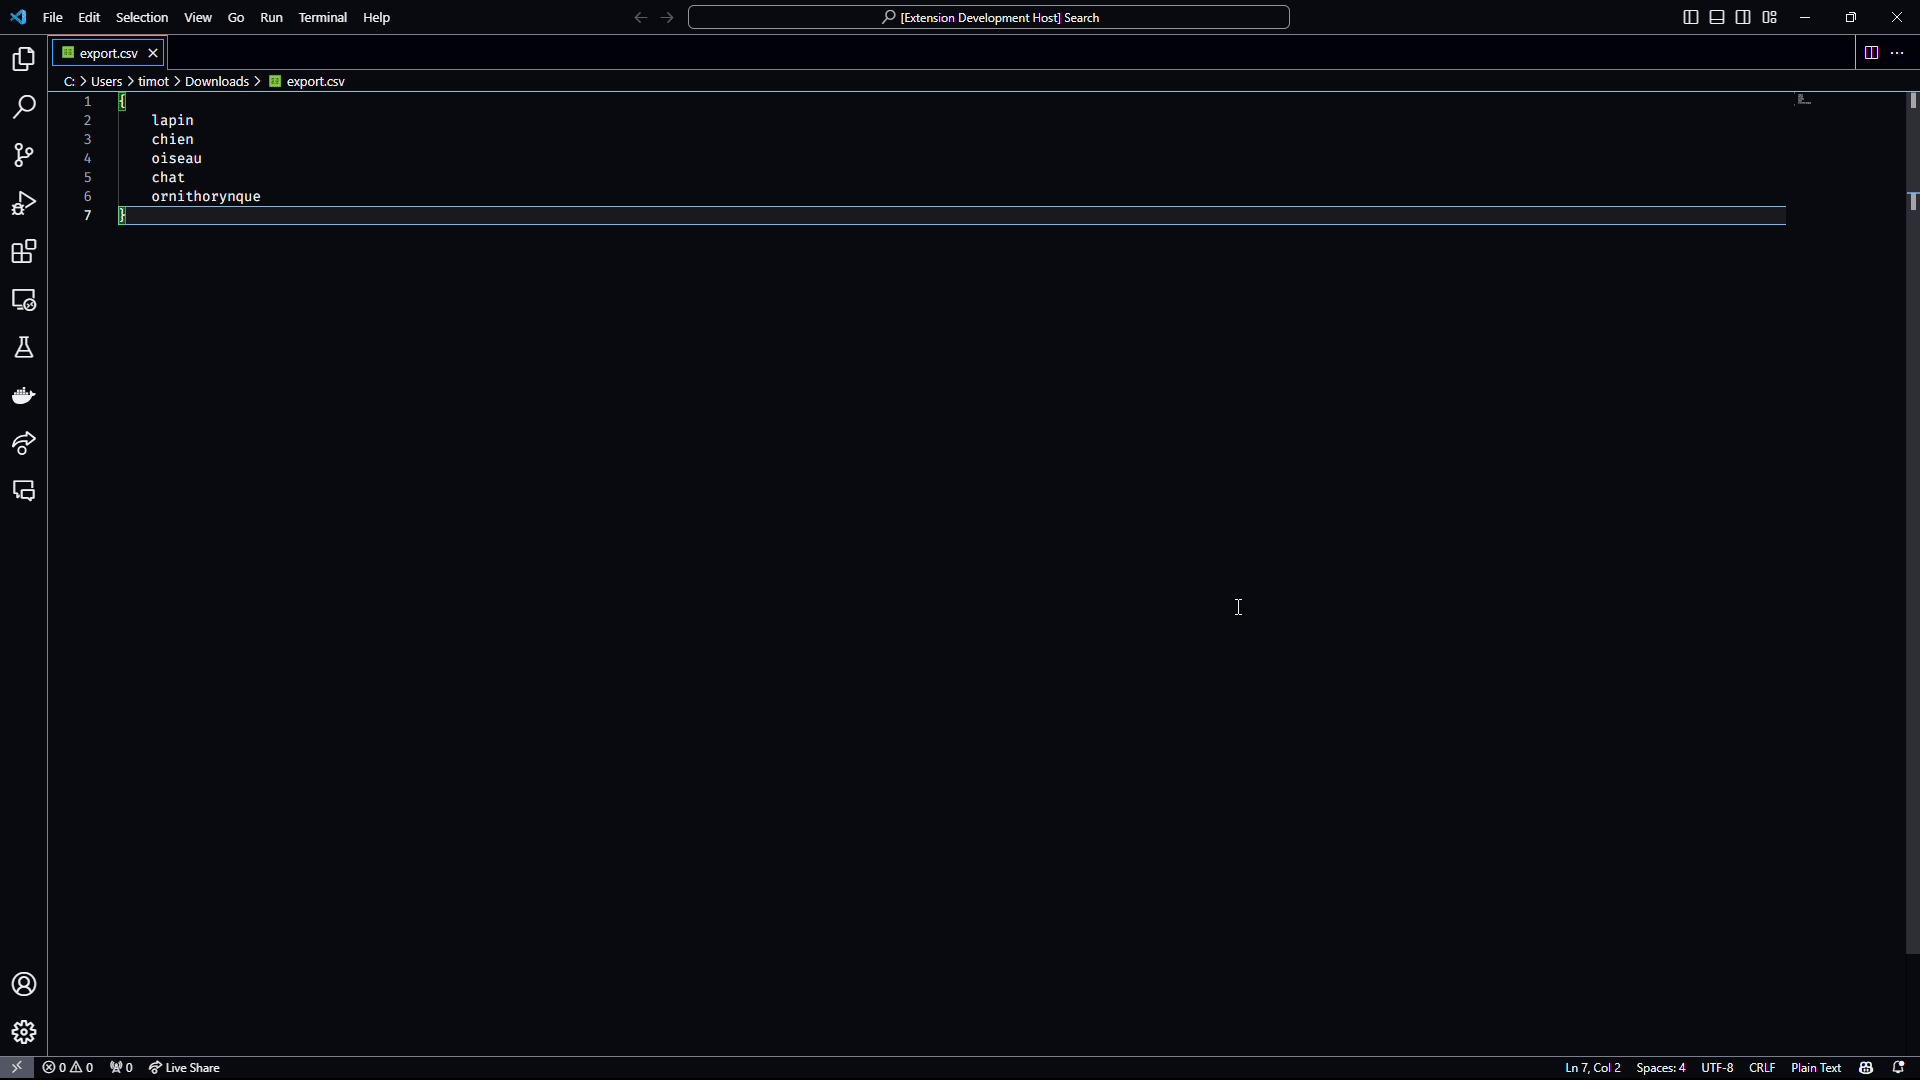 File Edit Selection View Go Run Terminal Help [Extension Development Host] Search
export.csv
C: > Users > timot > Downloads > export.csv
1 {
2 lapin
3 chien
4 oiseau
5 chat
6 ornithorynque
7 }
0 0 0 Live Share Ln 7, Col 2 Spaces: 4 UTF-8 CRLF Plain Text